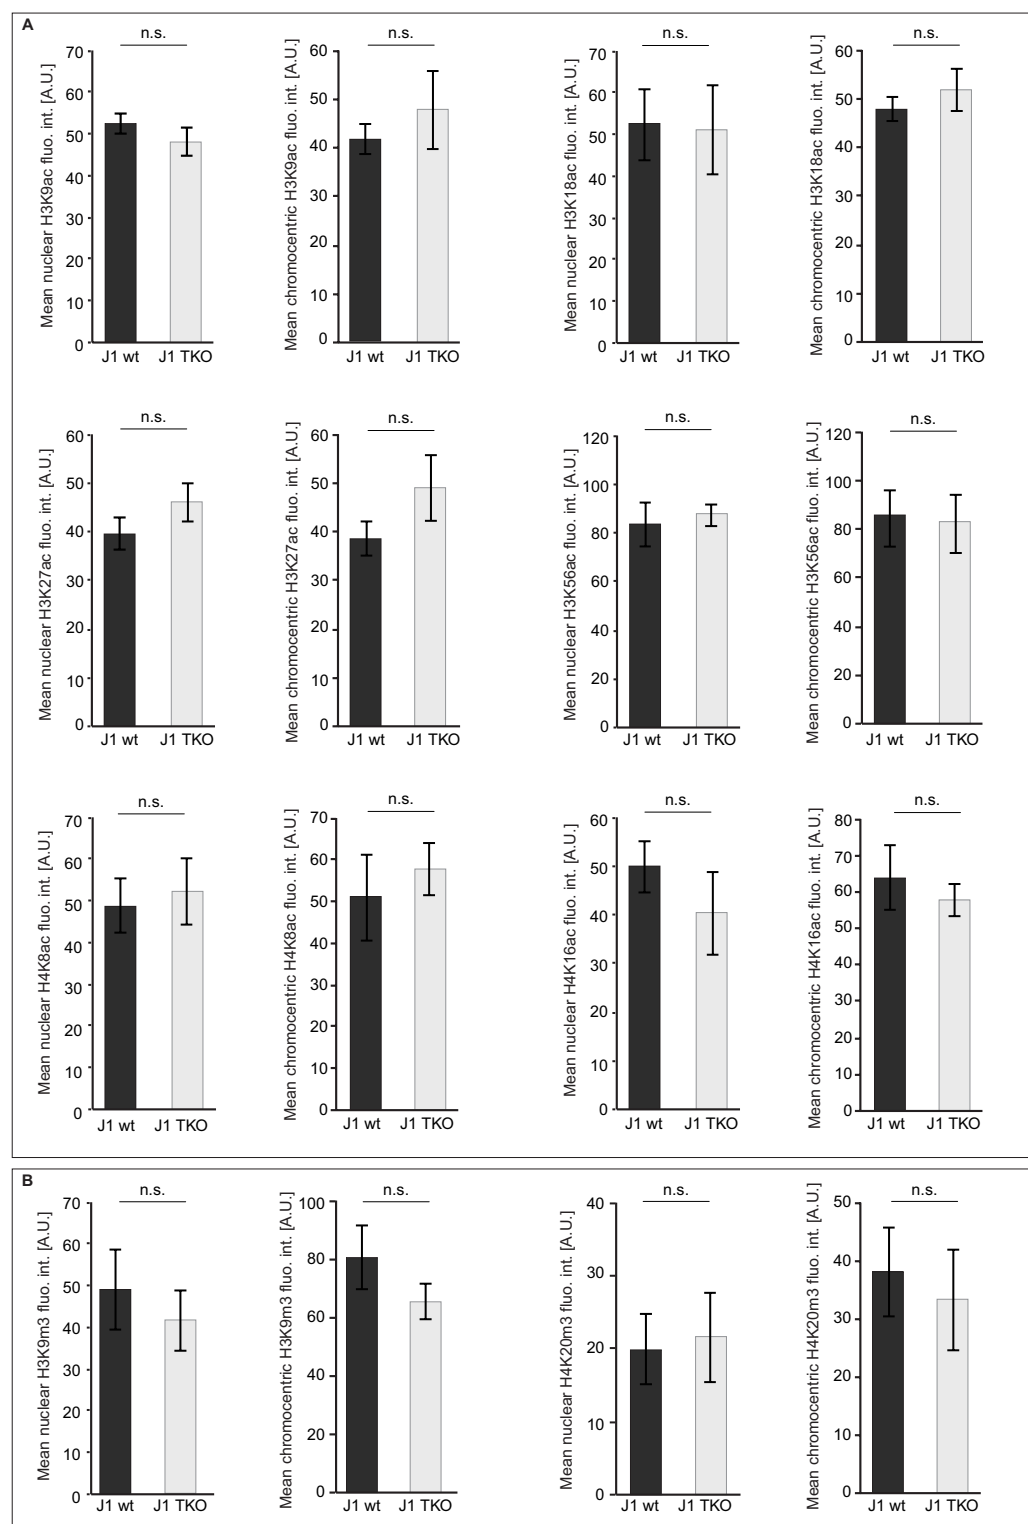 A
n.s.
Mean nuclear H3K9ac fluo. int. [A.U.]
70
60
50
40
30
20
10
0
J1 wt J1 TKO
n.s.
Mean chromocentric H3K9ac fluo. int. [A.U.]
60
50
40
30
20
10
0
J1 wt J1 TKO
n.s.
Mean nuclear H3K18ac fluo. int. [A.U.]
70
60
50
40
30
20
10
0
J1 wt J1 TKO
n.s.
Mean chromocentric H3K18ac fluo. int. [A.U.]
60
50
40
30
20
10
0
J1 wt J1 TKO
n.s.
Mean nuclear H3K27ac fluo. int. [A.U.]
60
50
40
30
20
10
0
J1 wt J1 TKO
n.s.
Mean chromocentric H3K27ac fluo. int. [A.U.]
60
50
40
30
20
10
0
J1 wt J1 TKO
n.s.
Mean nuclear H3K56ac fluo. int. [A.U.]
120
100
80
60
40
20
0
J1 wt J1 TKO
n.s.
Mean chromocentric H3K56ac fluo. int. [A.U.]
120
100
80
60
40
20
0
J1 wt J1 TKO
n.s.
Mean nuclear H4K8ac fluo. int. [A.U.]
70
60
50
40
30
20
10
0
J1 wt J1 TKO
n.s.
Mean chromocentric H4K8ac fluo. int. [A.U.]
70
60
50
40
30
20
10
0
J1 wt J1 TKO
n.s.
Mean nuclear H4K16ac fluo. int. [A.U.]
60
50
40
30
20
10
0
J1 wt J1 TKO
n.s.
Mean chromocentric H4K16ac fluo. int. [A.U.]
80
70
60
50
40
30
20
10
0
J1 wt J1 TKO
B
n.s.
Mean nuclear H3K9m3 fluo. int. [A.U.]
70
60
50
40
30
20
10
0
J1 wt J1 TKO
n.s.
Mean chromocentric H3K9m3 fluo. int. [A.U.]
100
80
60
40
20
0
J1 wt J1 TKO
n.s.
Mean nuclear H4K20m3 fluo. int. [A.U.]
40
30
20
10
0
J1 wt J1 TKO
n.s.
Mean chromocentric H4K20m3 fluo. int. [A.U.]
50
40
30
20
10
0
J1 wt J1 TKO